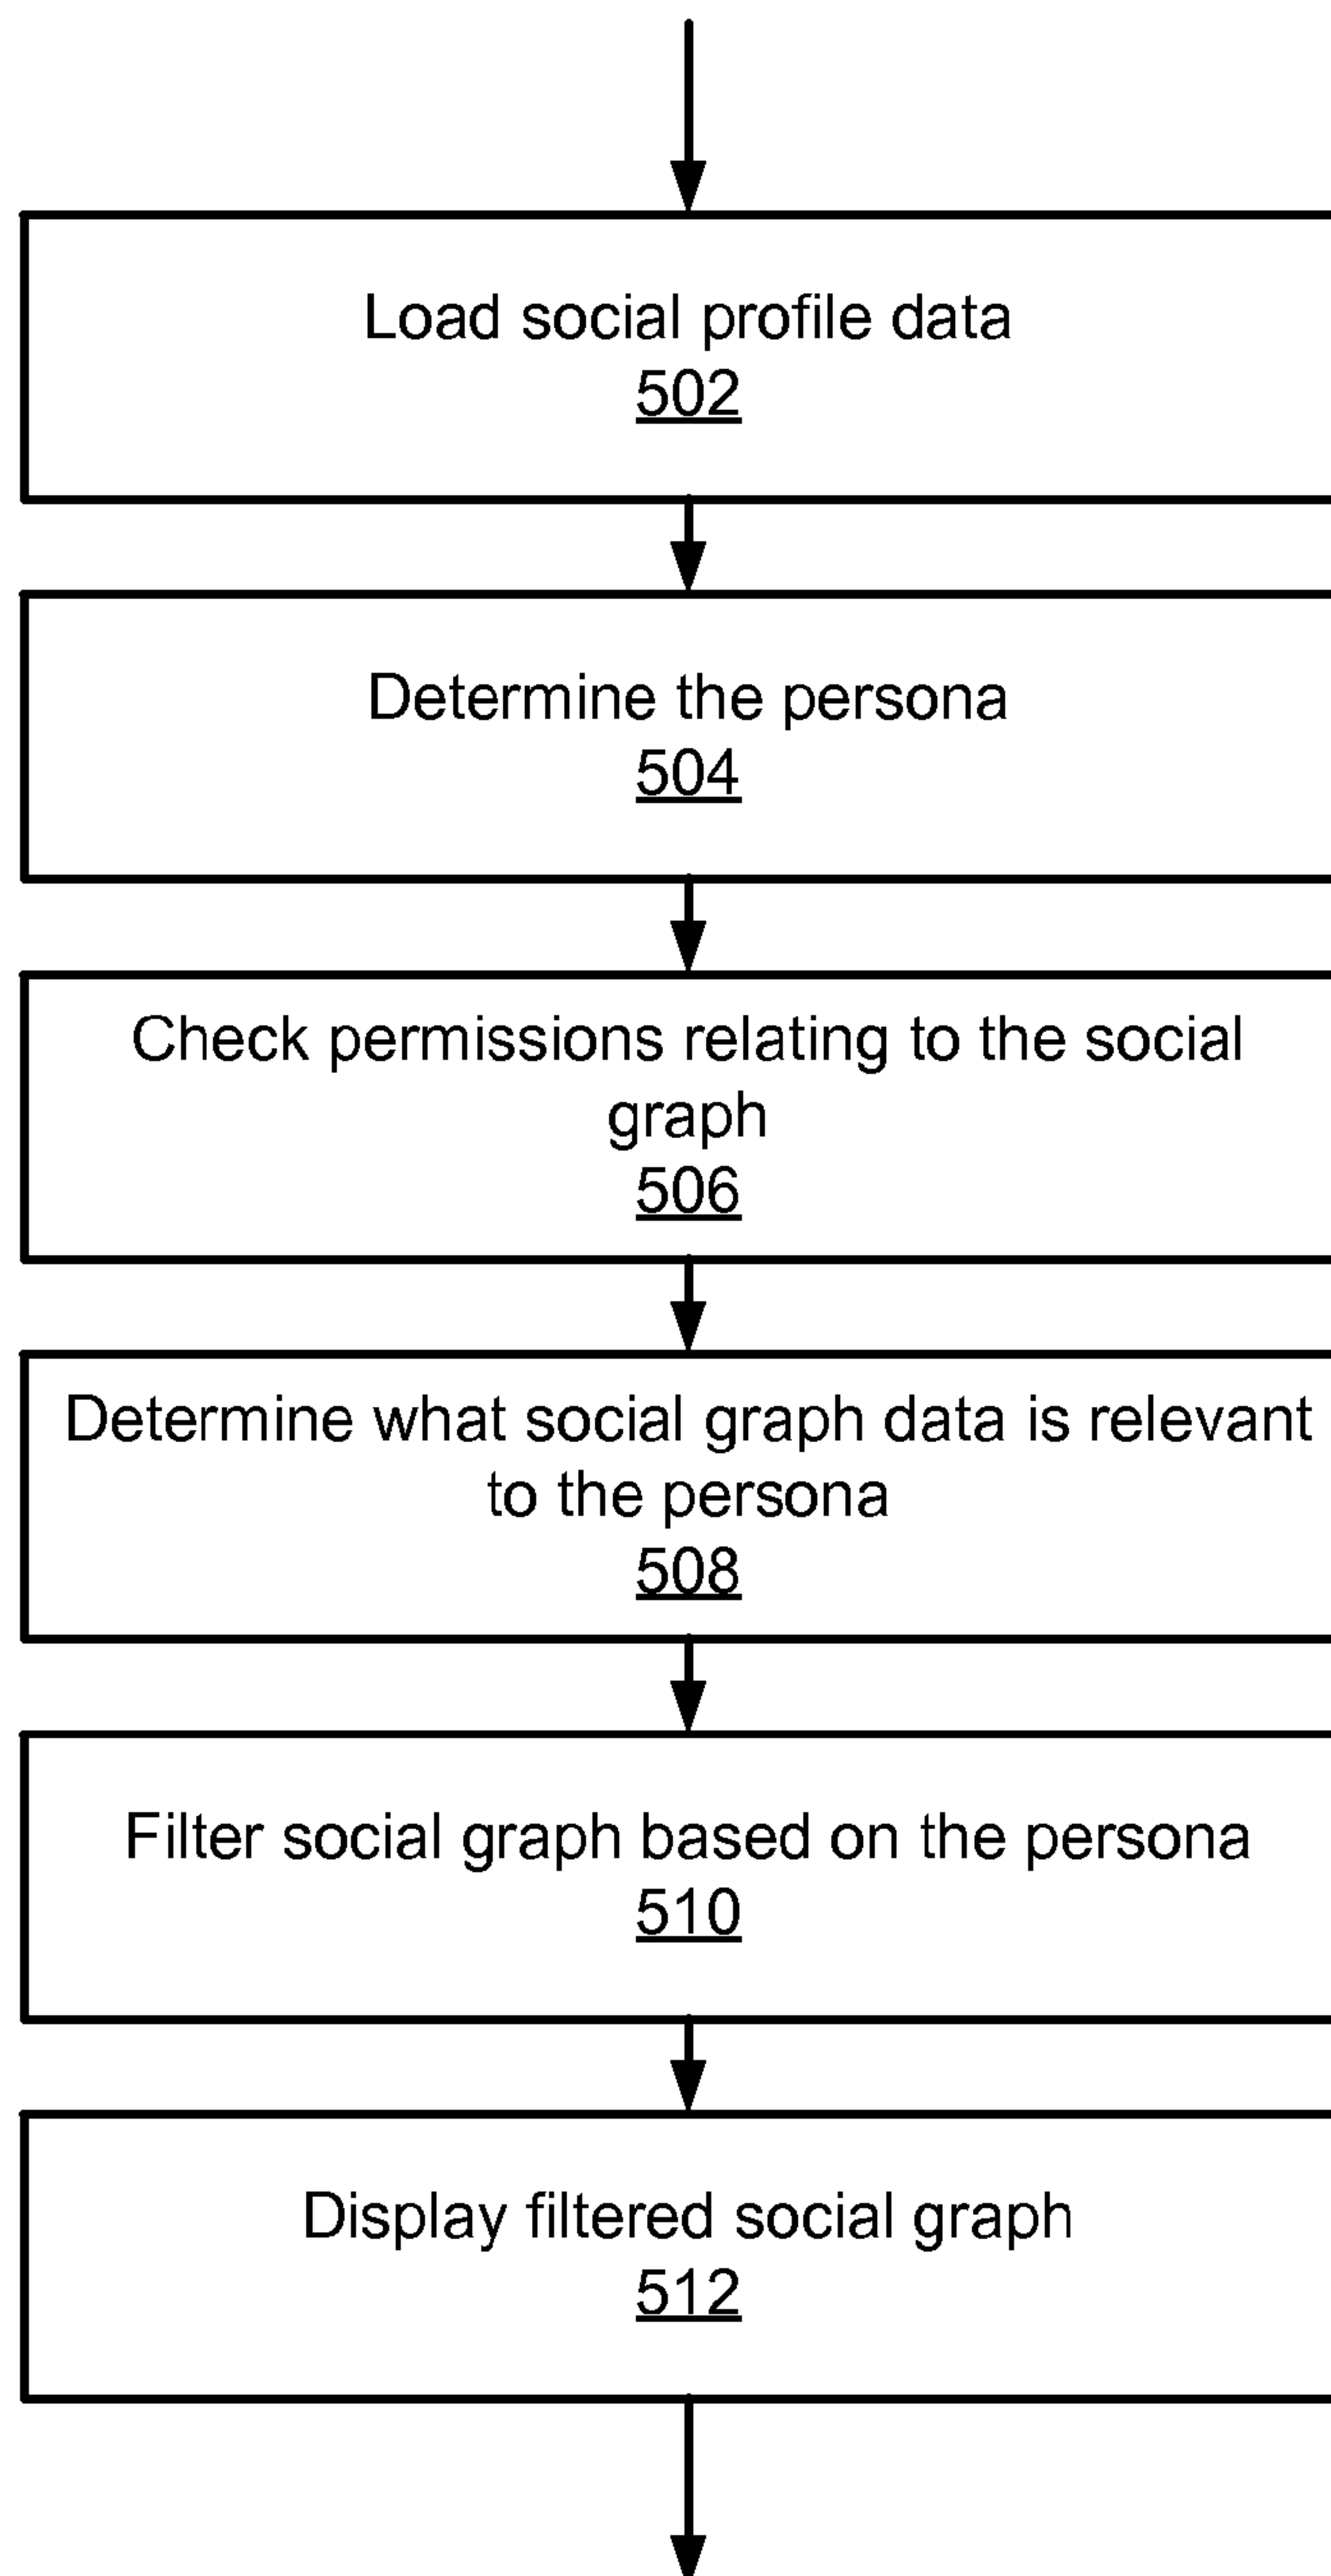 Load social profile data
502
Determine the persona
504
Check permissions relating to the social
graph
506
Determine what social graph data is relevant
to the persona
508
Filter social graph based on the persona
510
Display filtered social graph
512